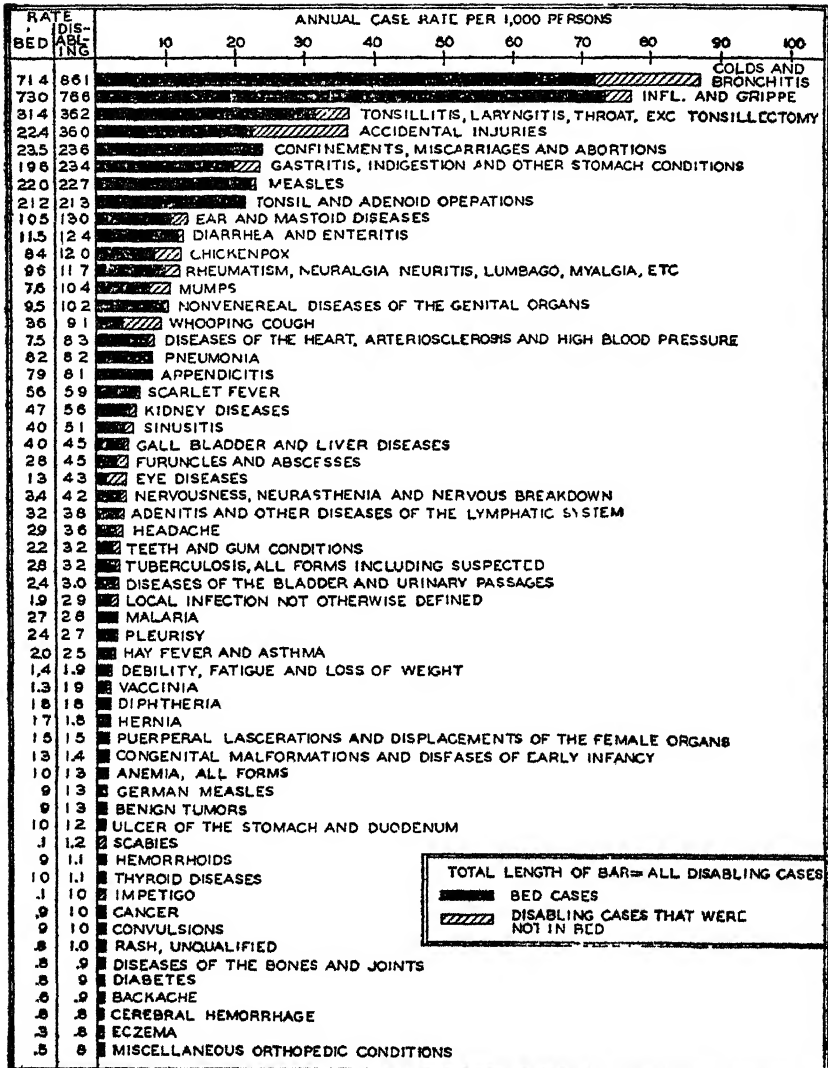 RATE ANNUAL CASE RATE PER 1,000 PERSONS
BED DIS-ABLING 10 20 30 40 50 60 70 80 90 100
71 4 86 1 COLDS AND BRONCHITIS
73 0 76 6 INFL. AND GRIPPE
31 4 36 2 TONSILLITIS, LARYNGITIS, THROAT, EXC TONSILLECTOMY
22.4 36 0 ACCIDENTAL INJURIES
23.5 23 6 CONFINEMENTS, MISCARRIAGES AND ABORTIONS
19 6 23 4 GASTRITIS, INDIGESTION AND OTHER STOMACH CONDITIONS
22 0 22 7 MEASLES
21 2 21 3 TONSIL AND ADENOID OPEPATIONS
10 5 13 0 EAR AND MASTOID DISEASES
11.5 12 4 DIARRHEA AND ENTERITIS
8 4 12 0 CHICKENPOX
9 6 11 7 RHEUMATISM, NEURALGIA NEURITIS, LUMBAGO, MYALGIA, ETC
7.6 10 4 MUMPS
9.5 10 2 NONVENEREAL DISEASES OF THE GENITAL ORGANS
3 6 9 1 WHOOPING COUGH
7.5 8 3 DISEASES OF THE HEART, ARTERIOSCLEROSIS AND HIGH BLOOD PRESSURE
8 2 8 2 PNEUMONIA
7 9 8 1 APPENDICITIS
5 6 5 9 SCARLET FEVER
4 7 5 6 KIDNEY DISEASES
4 0 5 1 SINUSITIS
4 0 4 5 GALL BLADDER AND LIVER DISEASES
2 8 4 5 FURUNCLES AND ABSCESSES
1 3 4 3 EYE DISEASES
3.4 4 2 NERVOUSNESS, NEURASTHENIA AND NERVOUS BREAKDOWN
3 2 3 8 ADENITIS AND OTHER DISEASES OF THE LYMPHATIC SYSTEM
2 9 3 6 HEADACHE
2 2 3 2 TEETH AND GUM CONDITIONS
2.8 3 2 TUBERCULOSIS, ALL FORMS INCLUDING SUSPECTED
2.4 3.0 DISEASES OF THE BLADDER AND URINARY PASSAGES
1.9 2 9 LOCAL INFECTION NOT OTHERWISE DEFINED
2 7 2 8 MALARIA
2 4 2 7 PLEURISY
2.0 2 5 HAY FEVER AND ASTHMA
1.4 1.9 DEBILITY, FATIGUE AND LOSS OF WEIGHT
1.3 1 9 VACCINIA
1 8 1 8 DIPHTHERIA
1 7 1.8 HERNIA
1 5 1 5 PUERPERAL LASCERATIONS AND DISPLACEMENTS OF THE FEMALE ORGANS
1 3 1.4 CONGENITAL MALFORMATIONS AND DISFASES OF EARLY INFANCY
1 0 1 3 ANEMIA, ALL FORMS
9 1 3 GERMAN MEASLES
9 1 3 BENIGN TUMORS
1 0 1 2 ULCER OF THE STOMACH AND DUODENUM
.1 1.2 SCABIES
9 1.1 HEMORRHOIDS
1 0 1.1 THYROID DISEASES
.1 1 0 IMPETIGO
.9 1 0 CANCER
9 1 0 CONVULSIONS
.8 1.0 RASH, UNQUALIFIED
.8 .9 DISEASES OF THE BONES AND JOINTS
.8 9 DIABETES
.6 .9 BACKACHE
.8 .8 CEREBRAL HEMORRHAGE
.3 .8 ECZEMA
.5 8 MISCELLANEOUS ORTHOPEDIC CONDITIONS
TOTAL LENGTH OF BAR= ALL DISABLING CASES
BED CASES
DISABLING CASES THAT WERE
NOT IN BED